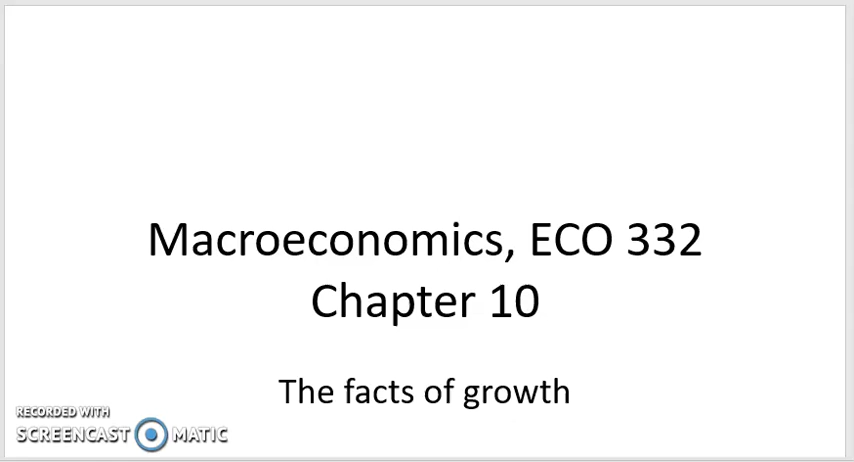 Macroeconomics, ECO 332
Chapter 10
The facts of growth
RECORDED WITH
SCREENCAST MATIC